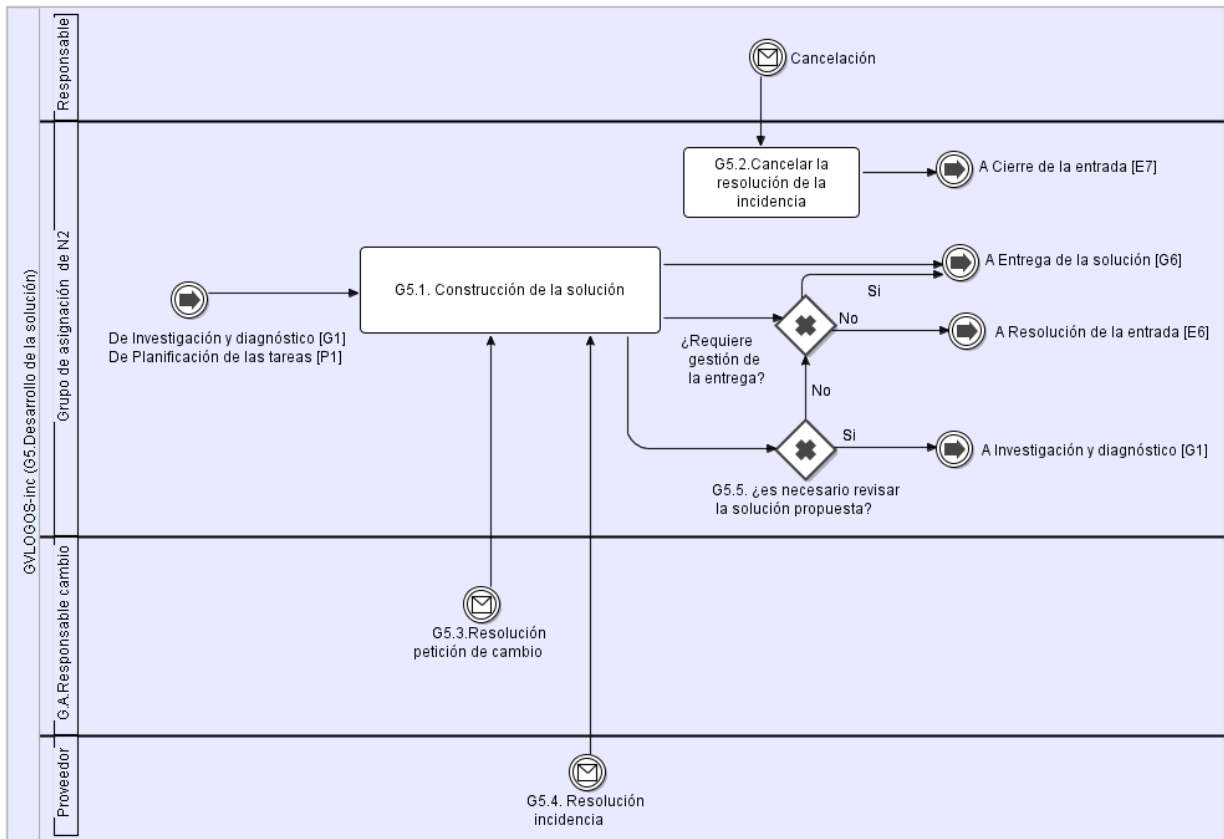 GVLOGOS-inc (G5.Desarrollo de la solución)
Responsable
Cancelación
Grupo de asignación de N2
G5.2.Cancelar la
resolución de la
incidencia
A Cierre de la entrada [E7]
G5.1. Construcción de la solución
A Entrega de la solución [G6]
Si
De Investigación y diagnóstico [G1]
De Planificación de las tareas [P1]
¿Requiere
gestión de
la entrega?
No
A Resolución de la entrada [E6]
No
Si
A Investigación y diagnóstico [G1]
G5.5. ¿es necesario revisar
la solución propuesta?
G.A.Responsable cambio
G5.3.Resolución
petición de cambio
Proveedor
G5.4. Resolución
incidencia